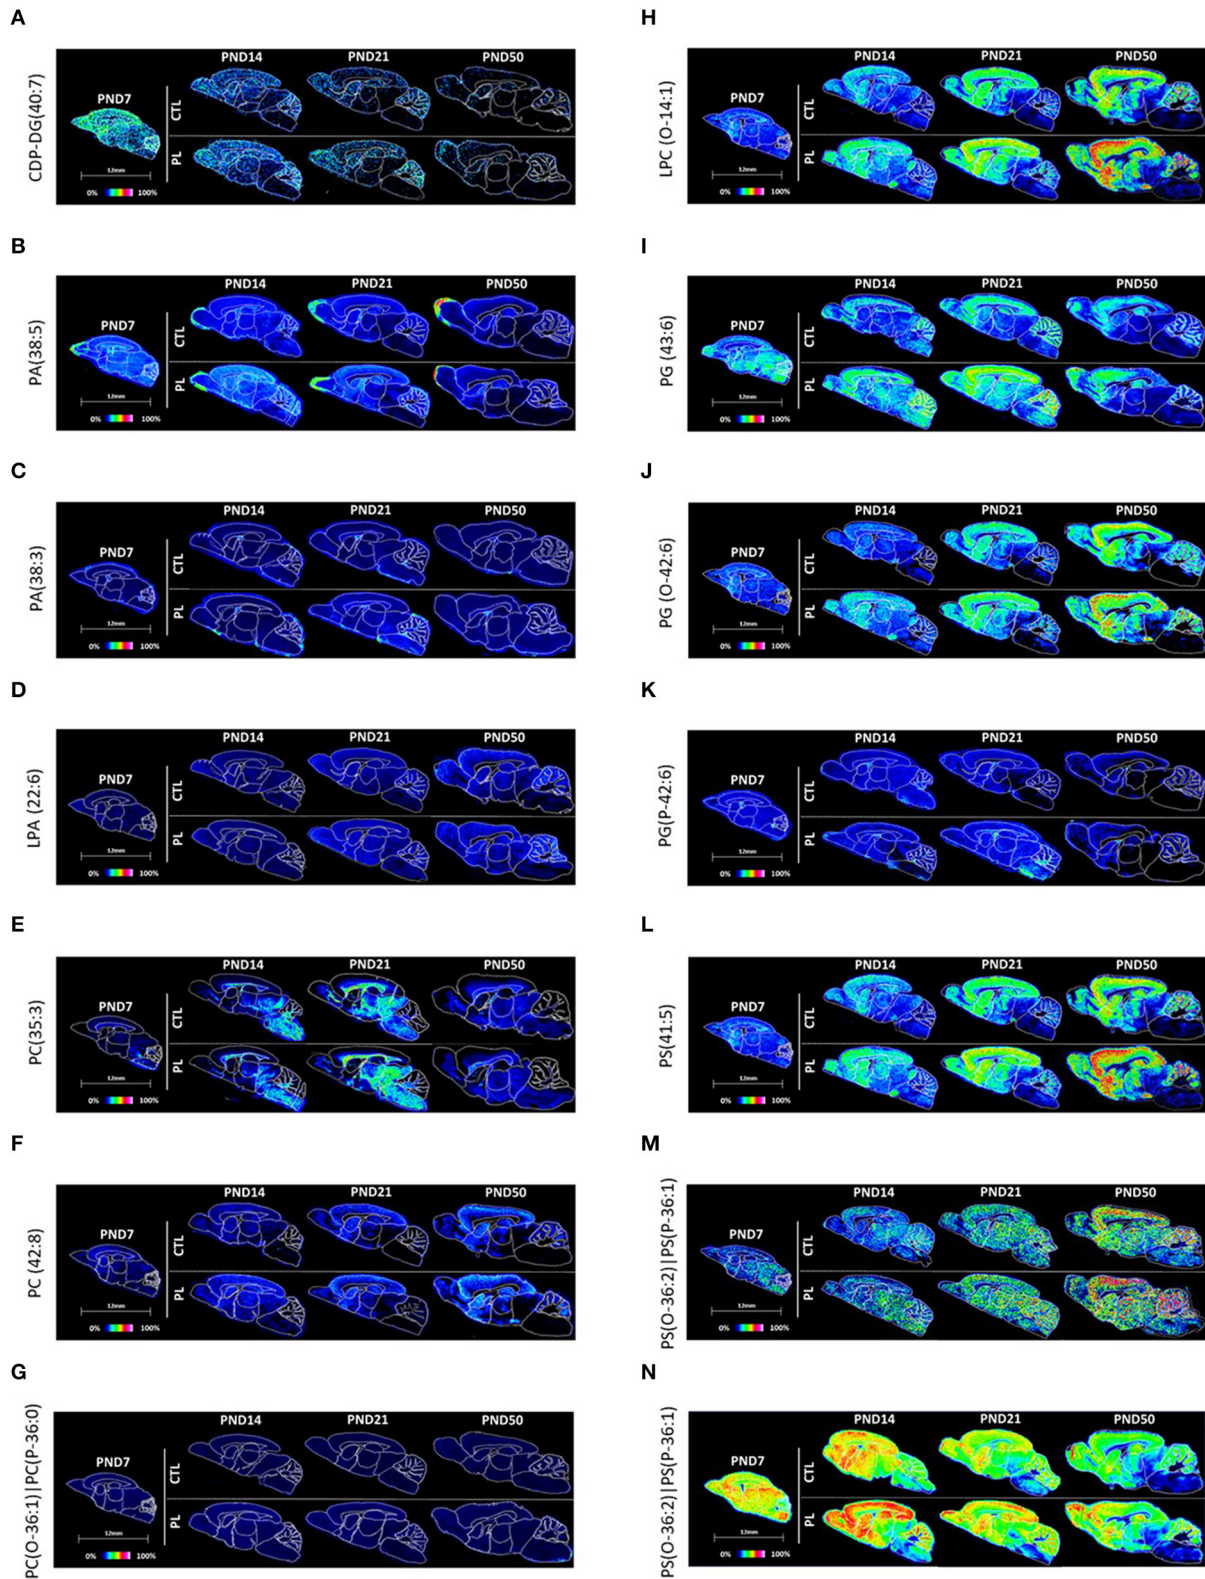 A
CDP-DG(40:7)
PND7
PND14
PND21
PND50
CTL
PL
12mm
0%
100%
B
PA(38:5)
PND7
PND14
PND21
PND50
CTL
PL
12mm
0%
100%
C
PA(38:3)
PND7
PND14
PND21
PND50
CTL
PL
12mm
0%
100%
D
LPA (22:6)
PND7
PND14
PND21
PND50
CTL
PL
12mm
0%
100%
E
PC(35:3)
PND7
PND14
PND21
PND50
CTL
PL
12mm
0%
100%
F
PC (42:8)
PND7
PND14
PND21
PND50
CTL
PL
12mm
0%
100%
G
PC(O-36:1)|PC(P-36:0)
PND7
PND14
PND21
PND50
CTL
PL
12mm
0%
100%
H
LPC (O-14:1)
PND7
PND14
PND21
PND50
CTL
PL
12mm
0%
100%
I
PG (43:6)
PND7
PND14
PND21
PND50
CTL
PL
12mm
0%
100%
J
PG (O-42:6)
PND7
PND14
PND21
PND50
CTL
PL
12mm
0%
100%
K
PG(P-42:6)
PND7
PND14
PND21
PND50
CTL
PL
12mm
0%
100%
L
PS(41:5)
PND7
PND14
PND21
PND50
CTL
PL
12mm
0%
100%
M
PS(O-36:2)|PS(P-36:1)
PND7
PND14
PND21
PND50
CTL
PL
12mm
0%
100%
N
PS(O-36:2)|PS(P-36:1)
PND7
PND14
PND21
PND50
CTL
PL
12mm
0%
100%